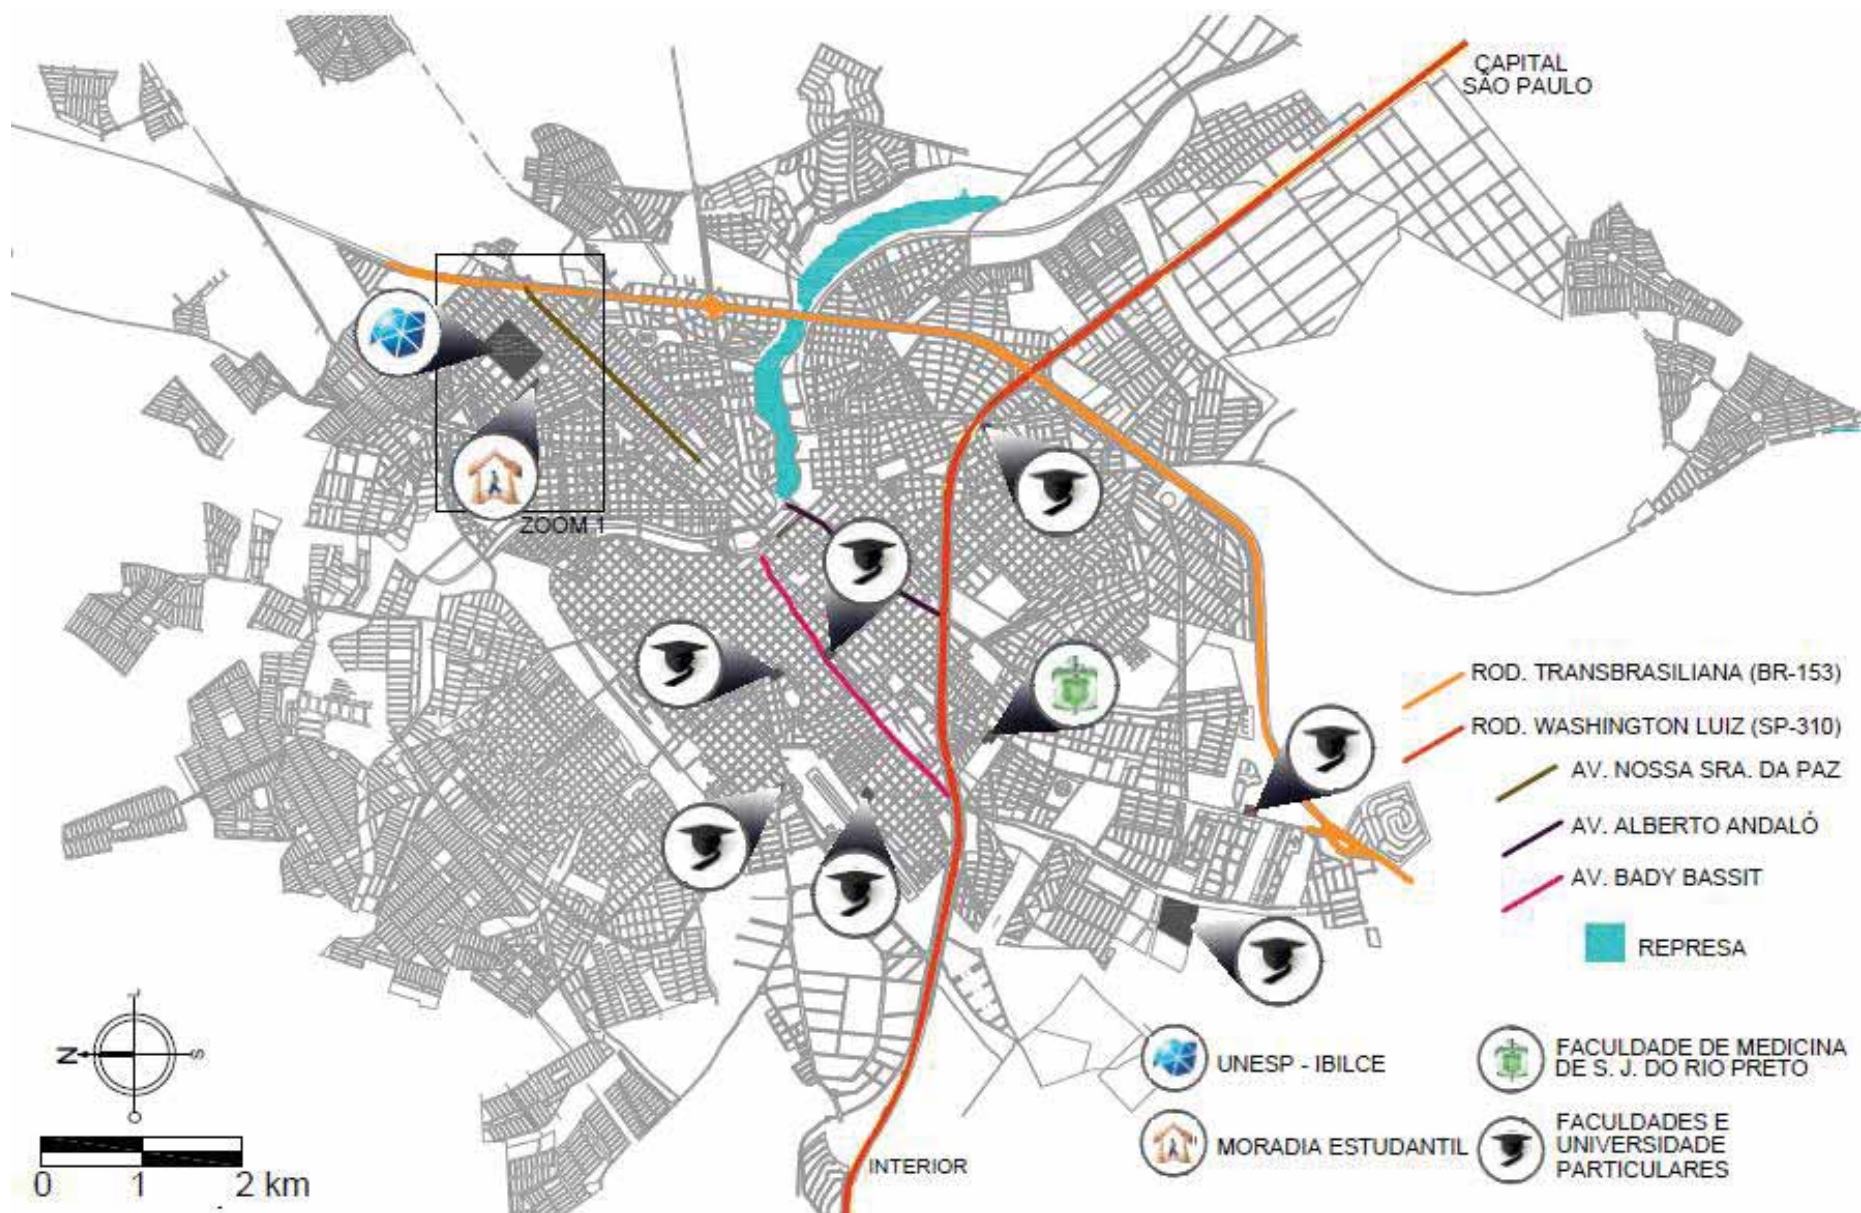 CAPITAL
SÃO PAULO
ZOOM 1
ROD. TRANSBRASILIANA (BR-153)
ROD. WASHINGTON LUIZ (SP-310)
AV. NOSSA SRA. DA PAZ
AV. ALBERTO ANDALÓ
AV. BADY BASSIT
REPRESA
L
N
S
O
0 1 2 km
INTERIOR
UNESP - IBILCE
MORADIA ESTUDANTIL
FACULDADE DE MEDICINA
DE S. J. DO RIO PRETO
FACULDADES E
UNIVERSIDADE
PARTICULARES